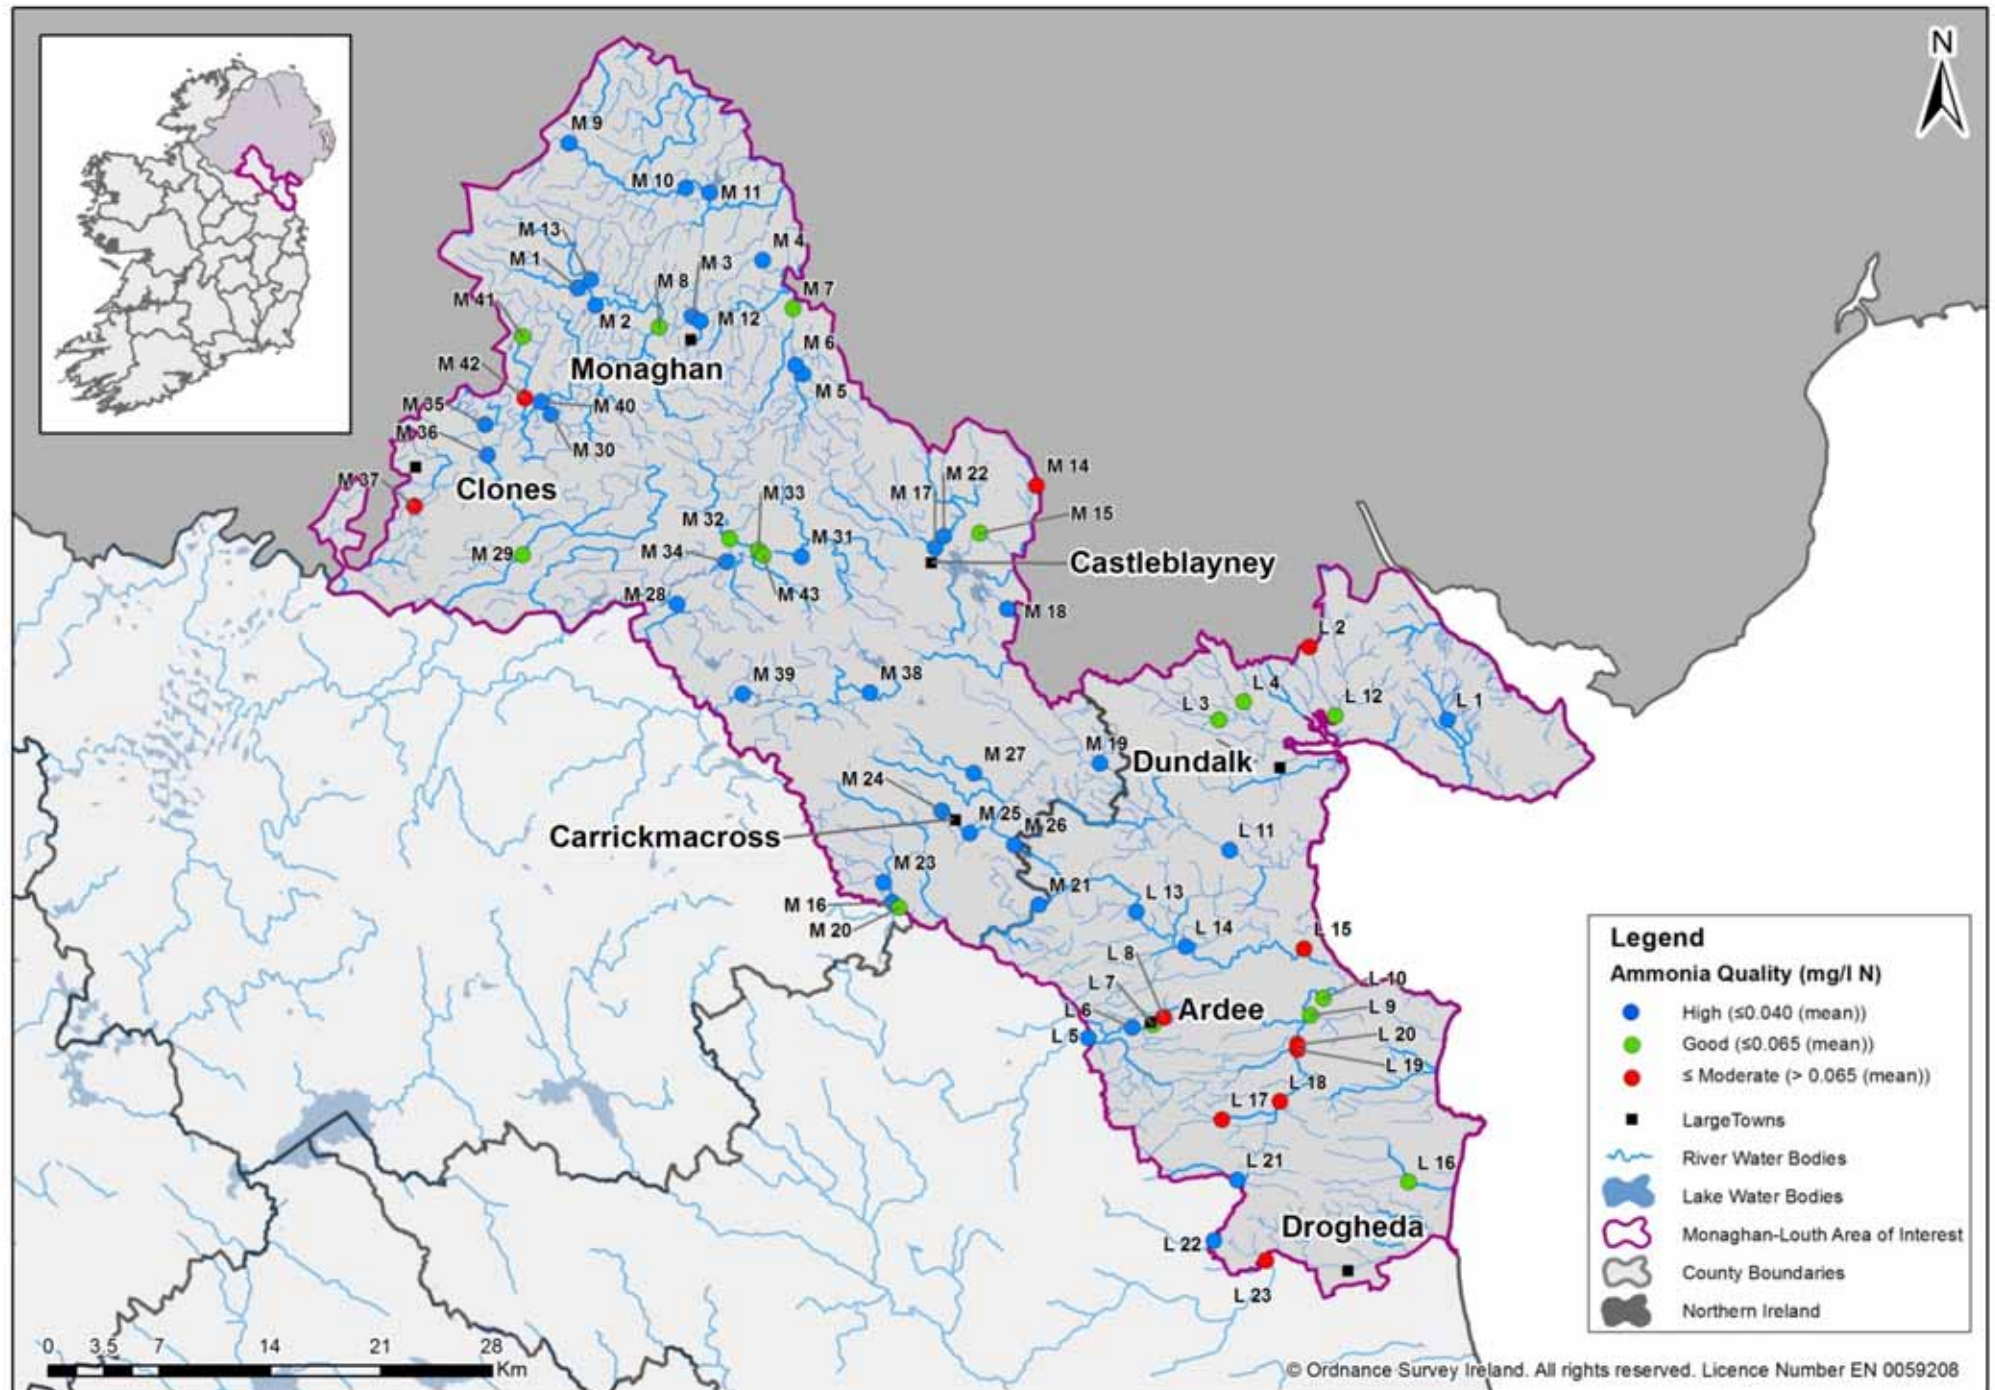 N
M 9
M 10
M 11
M 13
M 4
M 1
M 3
M 8
M 7
M 41
M 2
M 12
M 6
Monaghan
M 42
M 5
M 35
M 40
M 36
M 30
M 14
M 22
M 37
Clones
M 17
M 33
M 15
M 32
M 34
M 31
M 29
Castleblayney
M 28
M 43
M 18
L 2
M 39
M 38
L 4
L 3
L 12
L 1
M 19
M 27
Dundalk
M 24
M 25
M 26
Carrickmacross
L 11
M 23
M 21
L 13
M 16
M 20
L 14
L 15
L 8
L 7
L 10
L 6
Ardee
L 9
L 5
L 20
L 19
L 18
L 17
L 21
L 16
Drogheda
L 22
L 23
Legend
Ammonia Quality (mg/l N)
High (≤0.040 (mean))
Good (≤0.065 (mean))
≤ Moderate (> 0.065 (mean))
LargeTowns
River Water Bodies
Lake Water Bodies
Monaghan-Louth Area of Interest
County Boundaries
Northern Ireland
0 3.5 7 14 21 28
Km
© Ordnance Survey Ireland. All rights reserved. Licence Number EN 0059208